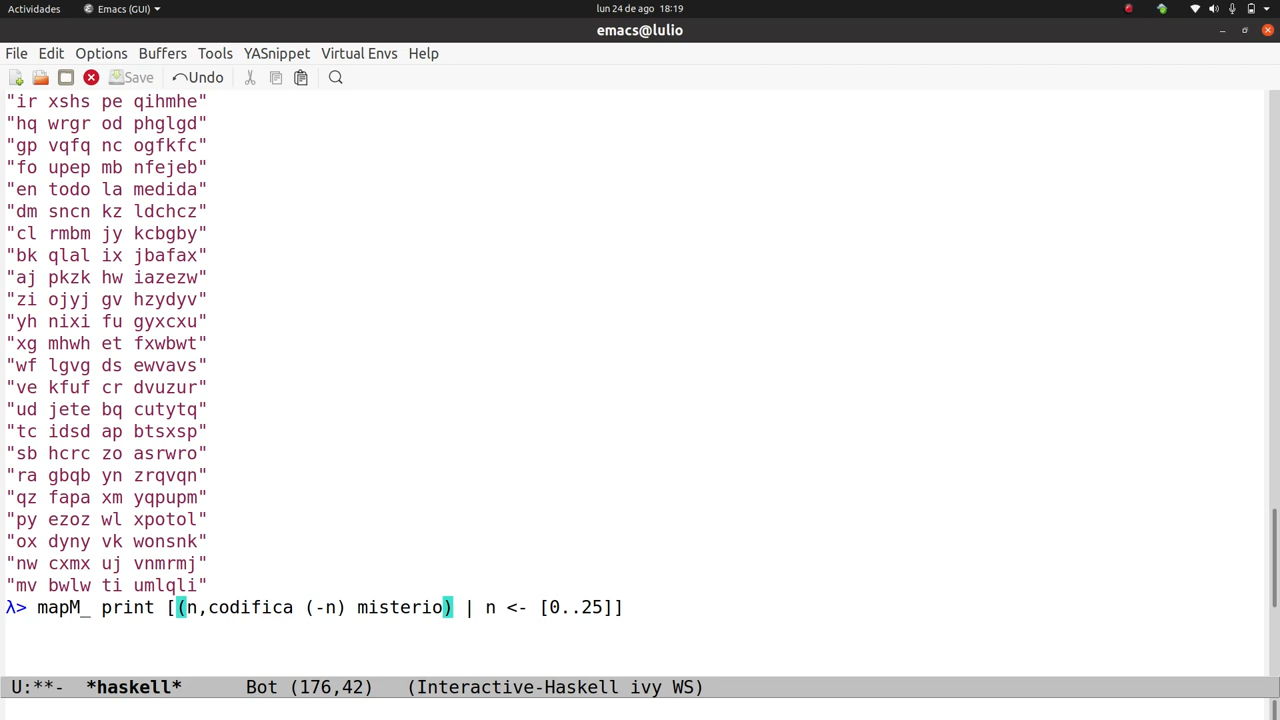 Actividades Emacs (GUI) lun 24 de ago 18:19
emacs@lulio
File Edit Options Buffers Tools YASnippet Virtual Envs Help
Save Undo
"ir xshs pe qihmhe"
"hq wrgr od phglgd"
"gp vqfq nc ogfkfc"
"fo upep mb nfejeb"
"en todo la medida"
"dm sncn kz ldchcz"
"cl rmbm jy kcbgby"
"bk qlal ix jbafax"
"aj pkzk hw iazezw"
"zi ojyj gv hzydyv"
"yh nixi fu gyxcxu"
"xg mhwh et fxwbwt"
"wf lgvg ds ewvavs"
"ve kfuf cr dvuzur"
"ud jete bq cutytq"
"tc idsd ap btsxsp"
"sb hcrc zo asrwro"
"ra gbqb yn zrqvqn"
"qz fapa xm yqpupm"
"py ezoz wl xpotol"
"ox dyny vk wonsnk"
"nw cxmx uj vnmrmj"
"mv bwlw ti umlqli"
λ> mapM_ print [(n,codifica (-n) misterio) | n <- [0..25]]
U:**- *haskell* Bot (176,42) (Interactive-Haskell ivy WS)